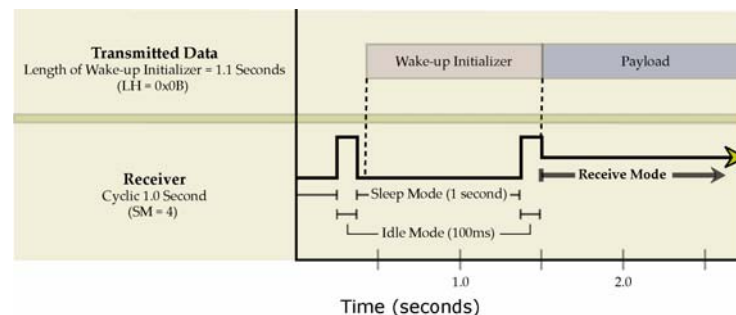 Transmitted Data
Length of Wake-up Initializer = 1.1 Seconds
(LH = 0x0B)
Wake-up Initializer
Payload
Receiver
Cyclic 1.0 Second
(SM = 4)
Sleep Mode (1 second)
Receive Mode
Idle Mode (100ms)
1.0
2.0
Time (seconds)